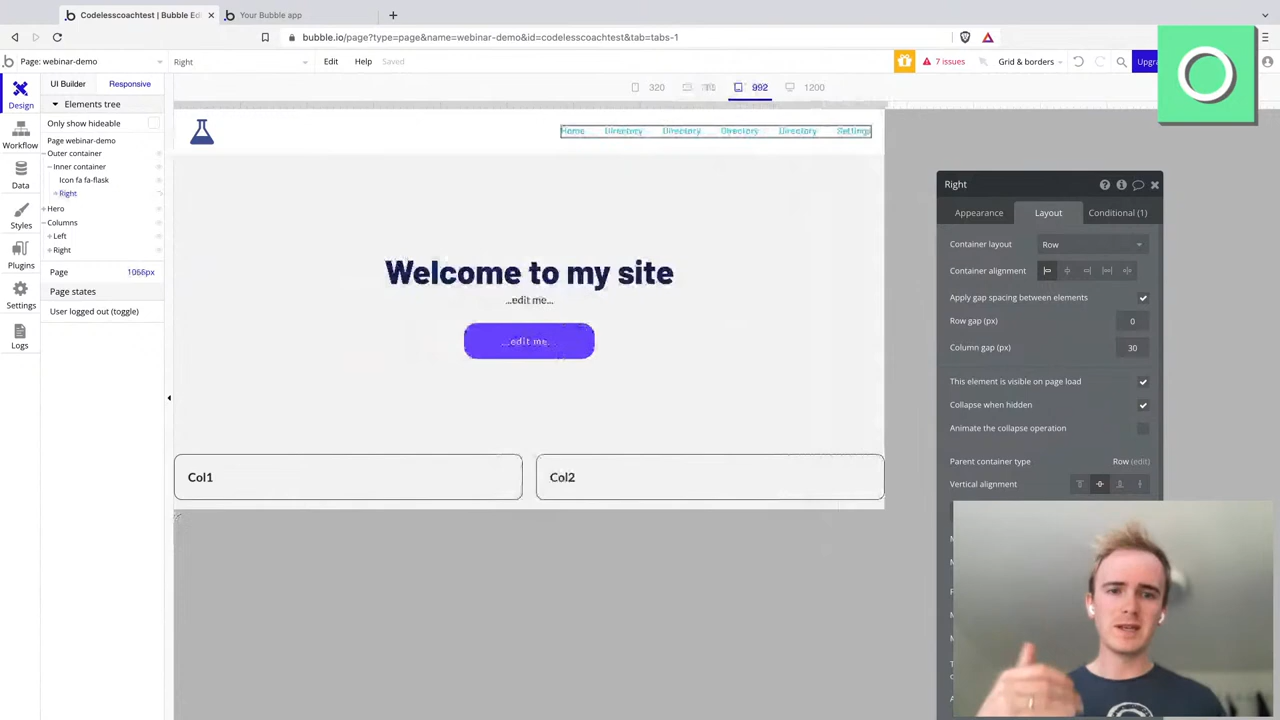 Codelesscoachtest | Bubble Ed
Your Bubble app
bubble.io/page?type=page&name=webinar-demo&id=codelesscoachtest&tab=tabs-1
Page: webinar-demo
Right
Edit
Help
Saved
7 issues
Grid & borders
Upgra
UI Builder
Responsive
320
992
1200
Design
Elements tree
Only show hideable
Page webinar-demo
Outer container
Inner container
Icon fa fa-flask
Right
Hero
Columns
Left
Right
Page
1066px
Page states
User logged out (toggle)
Workflow
Data
Styles
Plugins
Settings
Logs
Home
Directory
Directory
Directory
Directory
Settings
Welcome to my site
...edit me...
...edit me...
Col1
Col2
Right
Appearance
Layout
Conditional (1)
Container layout
Row
Container alignment
Apply gap spacing between elements
Row gap (px)
0
Column gap (px)
30
This element is visible on page load
Collapse when hidden
Animate the collapse operation
Parent container type
Row (edit)
Vertical alignment